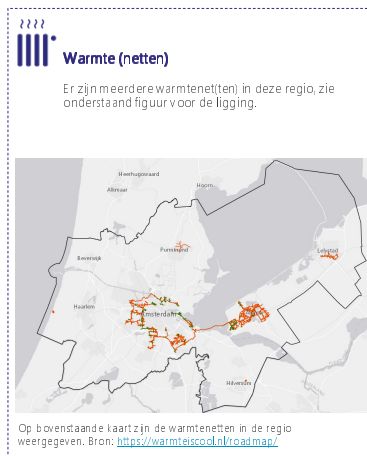 Warmte (netten)
Er zijn meerdere warmtenet(ten) in deze regio, zie
onderstaand figuur voor de ligging.
Heerhugowaard
Hoorn
Alkmaar
Purmerend
Lelystad
Beverwijk
Haarlem
Amsterdam
Hilversum
Op bovenstaande kaart zijn de warmtenetten in de regio
weergegeven. Bron: https://warmteiscool.nl/roadmap/